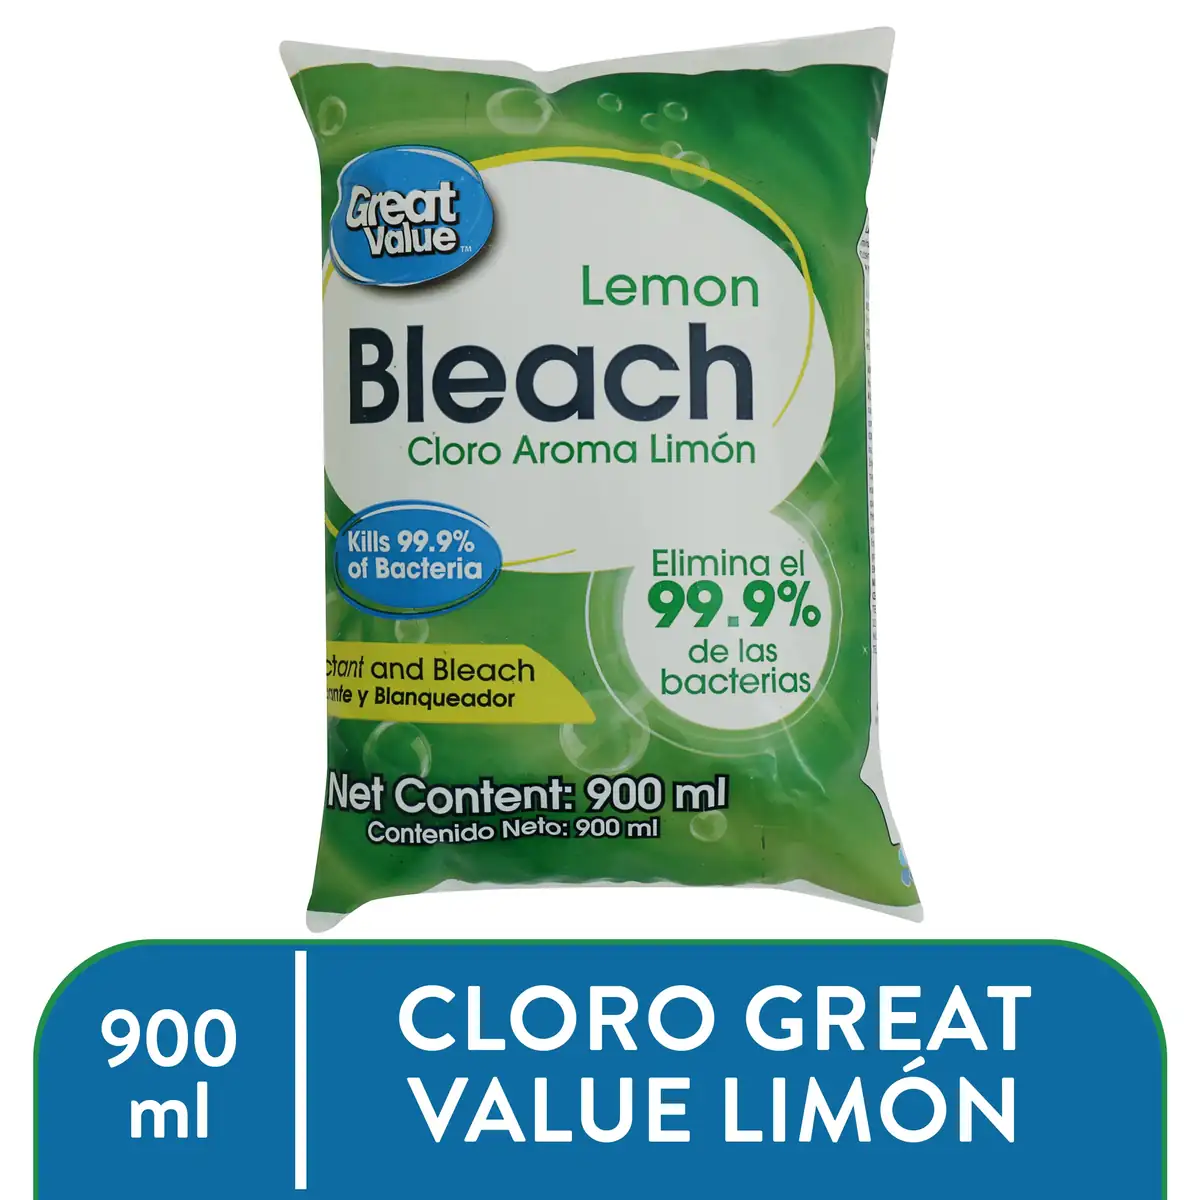 Great
Value™
Lemon
Bleach
Cloro Aroma Limón
Kills 99.9%
of Bacteria
Elimina el
99.9%
de las
bacterias
and Bleach
y Blanqueador
Net Content: 900 ml
Contenido Neto: 900 ml
900
ml
CLORO GREAT
VALUE LIMÓN